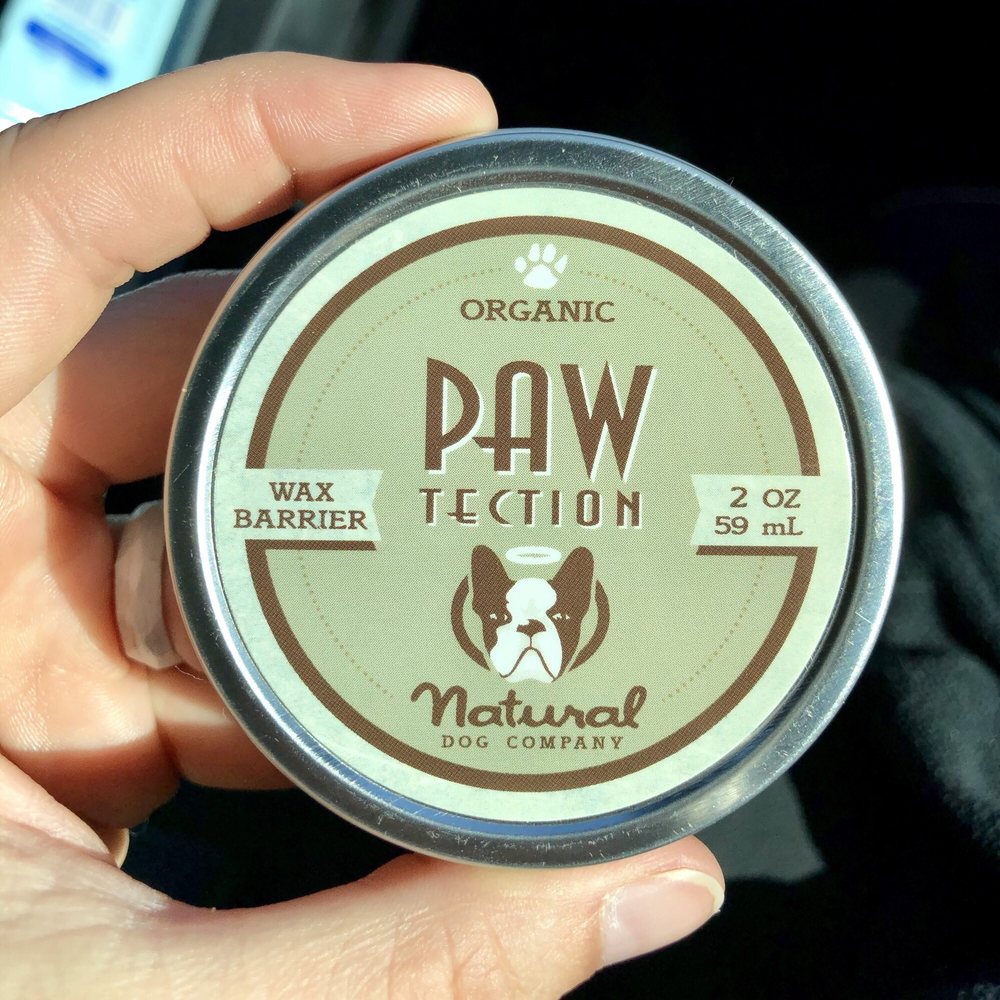 ORGANIC
PAW
TECTION
WAX
BARRIER
2 OZ
59 mL
Natural
DOG COMPANY